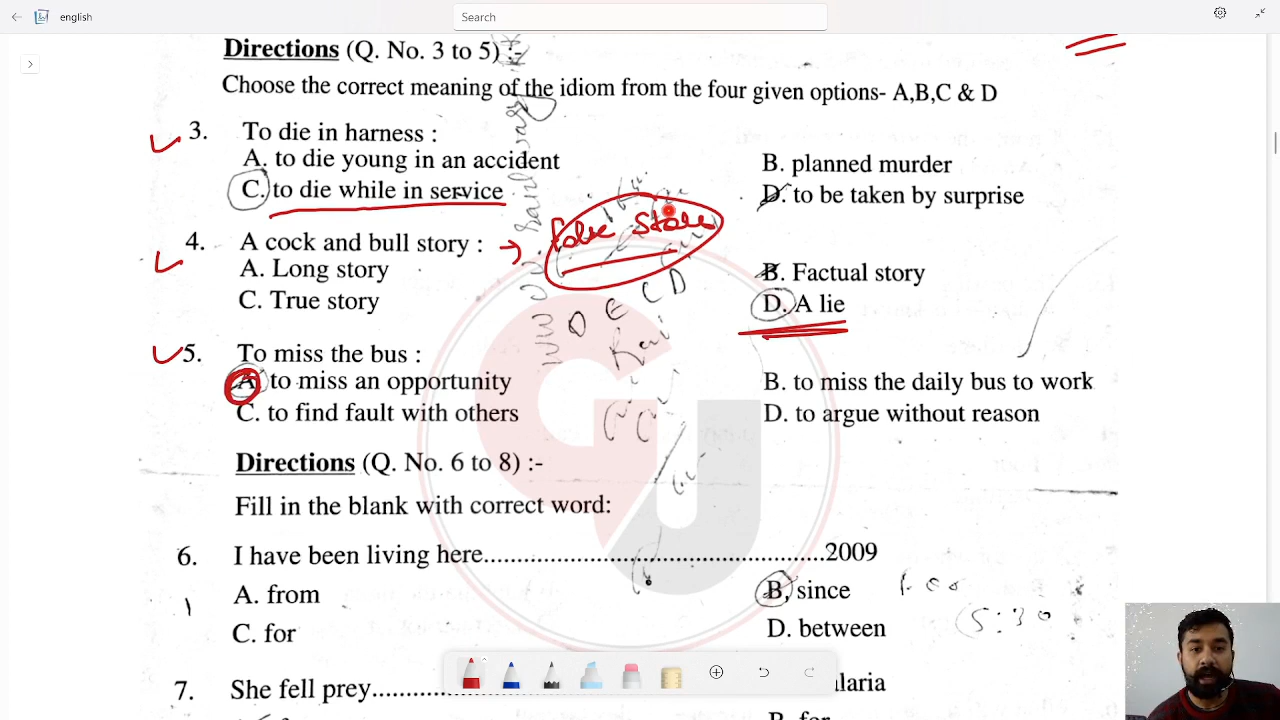 english
Search
Directions (Q. No. 3 to 5) :-
Choose the correct meaning of the idiom from the four given options- A,B,C & D
3. To die in harness :
A. to die young in an accident B. planned murder
C. to die while in service D. to be taken by surprise
4. A cock and bull story : → false
A. Long story B. Factual story
C. True story D. A lie
5. To miss the bus :
A. to miss an opportunity B. to miss the daily bus to work
C. to find fault with others D. to argue without reason
Directions (Q. No. 6 to 8) :-
Fill in the blank with correct word:
6. I have been living here....................................................2009
A. from B, since
C. for D. between
5:30
7. She fell prey.................... laria
B. for